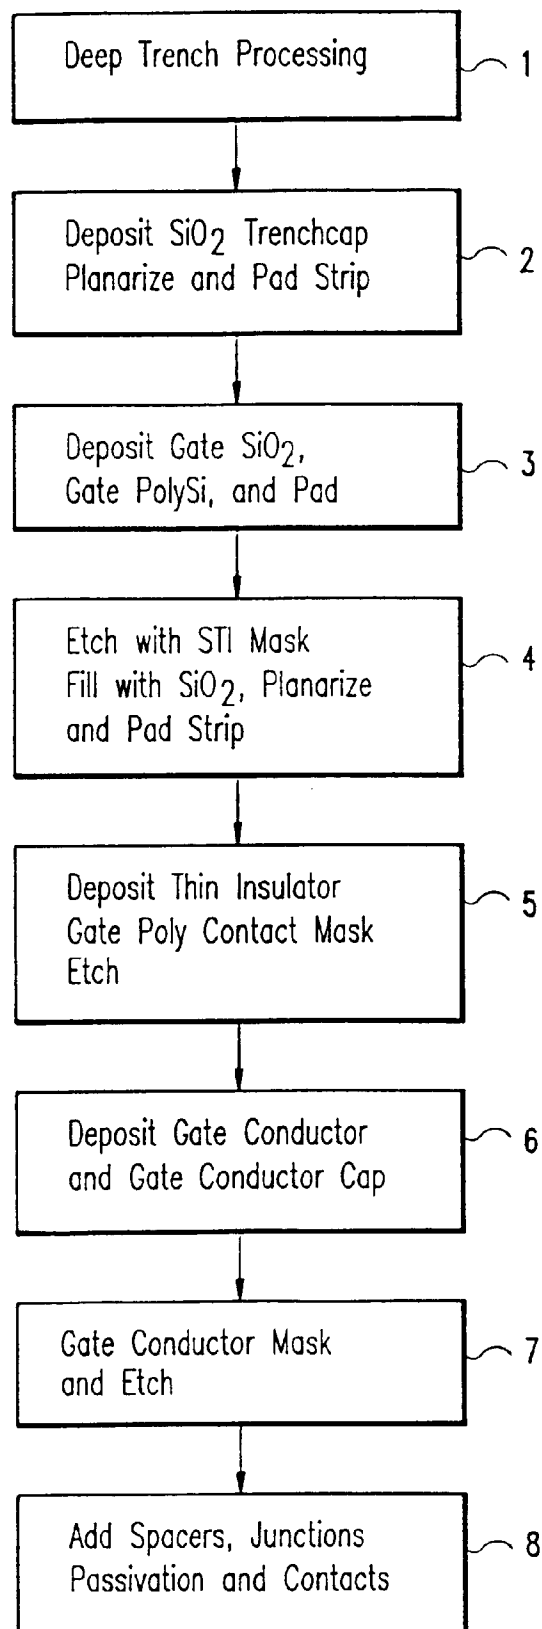 Deep Trench Processing
1
Deposit SiO2 Trenchcap
Planarize and Pad Strip
2
Deposit Gate SiO2,
Gate PolySi, and Pad
3
Etch with STI Mask
Fill with SiO2, Planarize
and Pad Strip
4
Deposit Thin Insulator
Gate Poly Contact Mask
Etch
5
Deposit Gate Conductor
and Gate Conductor Cap
6
Gate Conductor Mask
and Etch
7
Add Spacers, Junctions
Passivation and Contacts
8